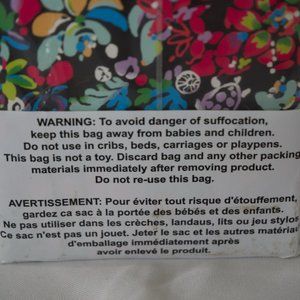 WARNING: To avoid danger of suffocation,
keep this bag away from babies and children.
Do not use in cribs, beds, carriages or playpens.
This bag is not a toy. Discard bag and any other packing
materials immediately after removing product.
Do not re-use this bag.
AVERTISSEMENT: Pour éviter tout risque d'étouffement,
gardez ca sac à la portée des bébés et des enfants.
Ne pas utiliser dans les crèches, landaus, lits ou jeu stylos
Ce sac n'est pas un jouet. Jeter le sac et les autres matériau
d'emballage immédiatement après
avoir enlevé le produit.